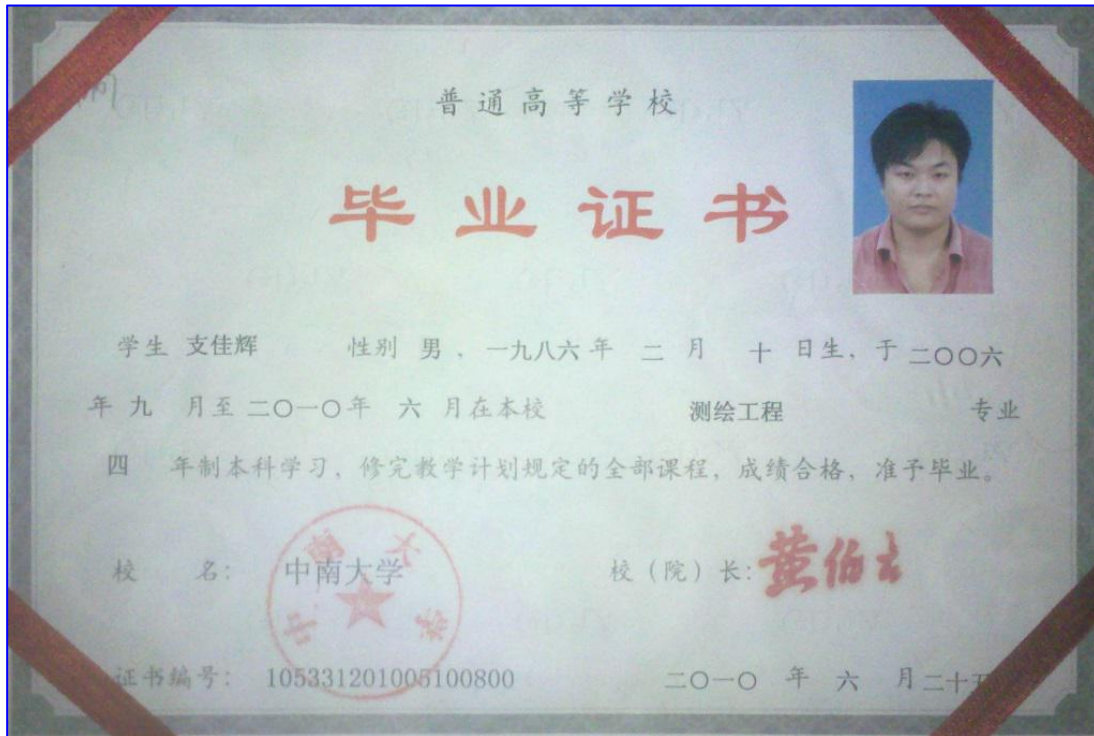 普通高等学校
毕业证书
学生 支佳辉 性别 男 ，一九八六 年 二 月 十 日生，于 二〇〇六
年 九 月至 二〇一〇 年 六 月在本校 测绘工程 专业
四 年制本科学习，修完教学计划规定的全部课程，成绩合格，准予毕业。
校 名： 中南大学 校（院）长：黄伯云
中南大学
证书编号： 105331201005100800 二〇一〇 年 六 月 二十五